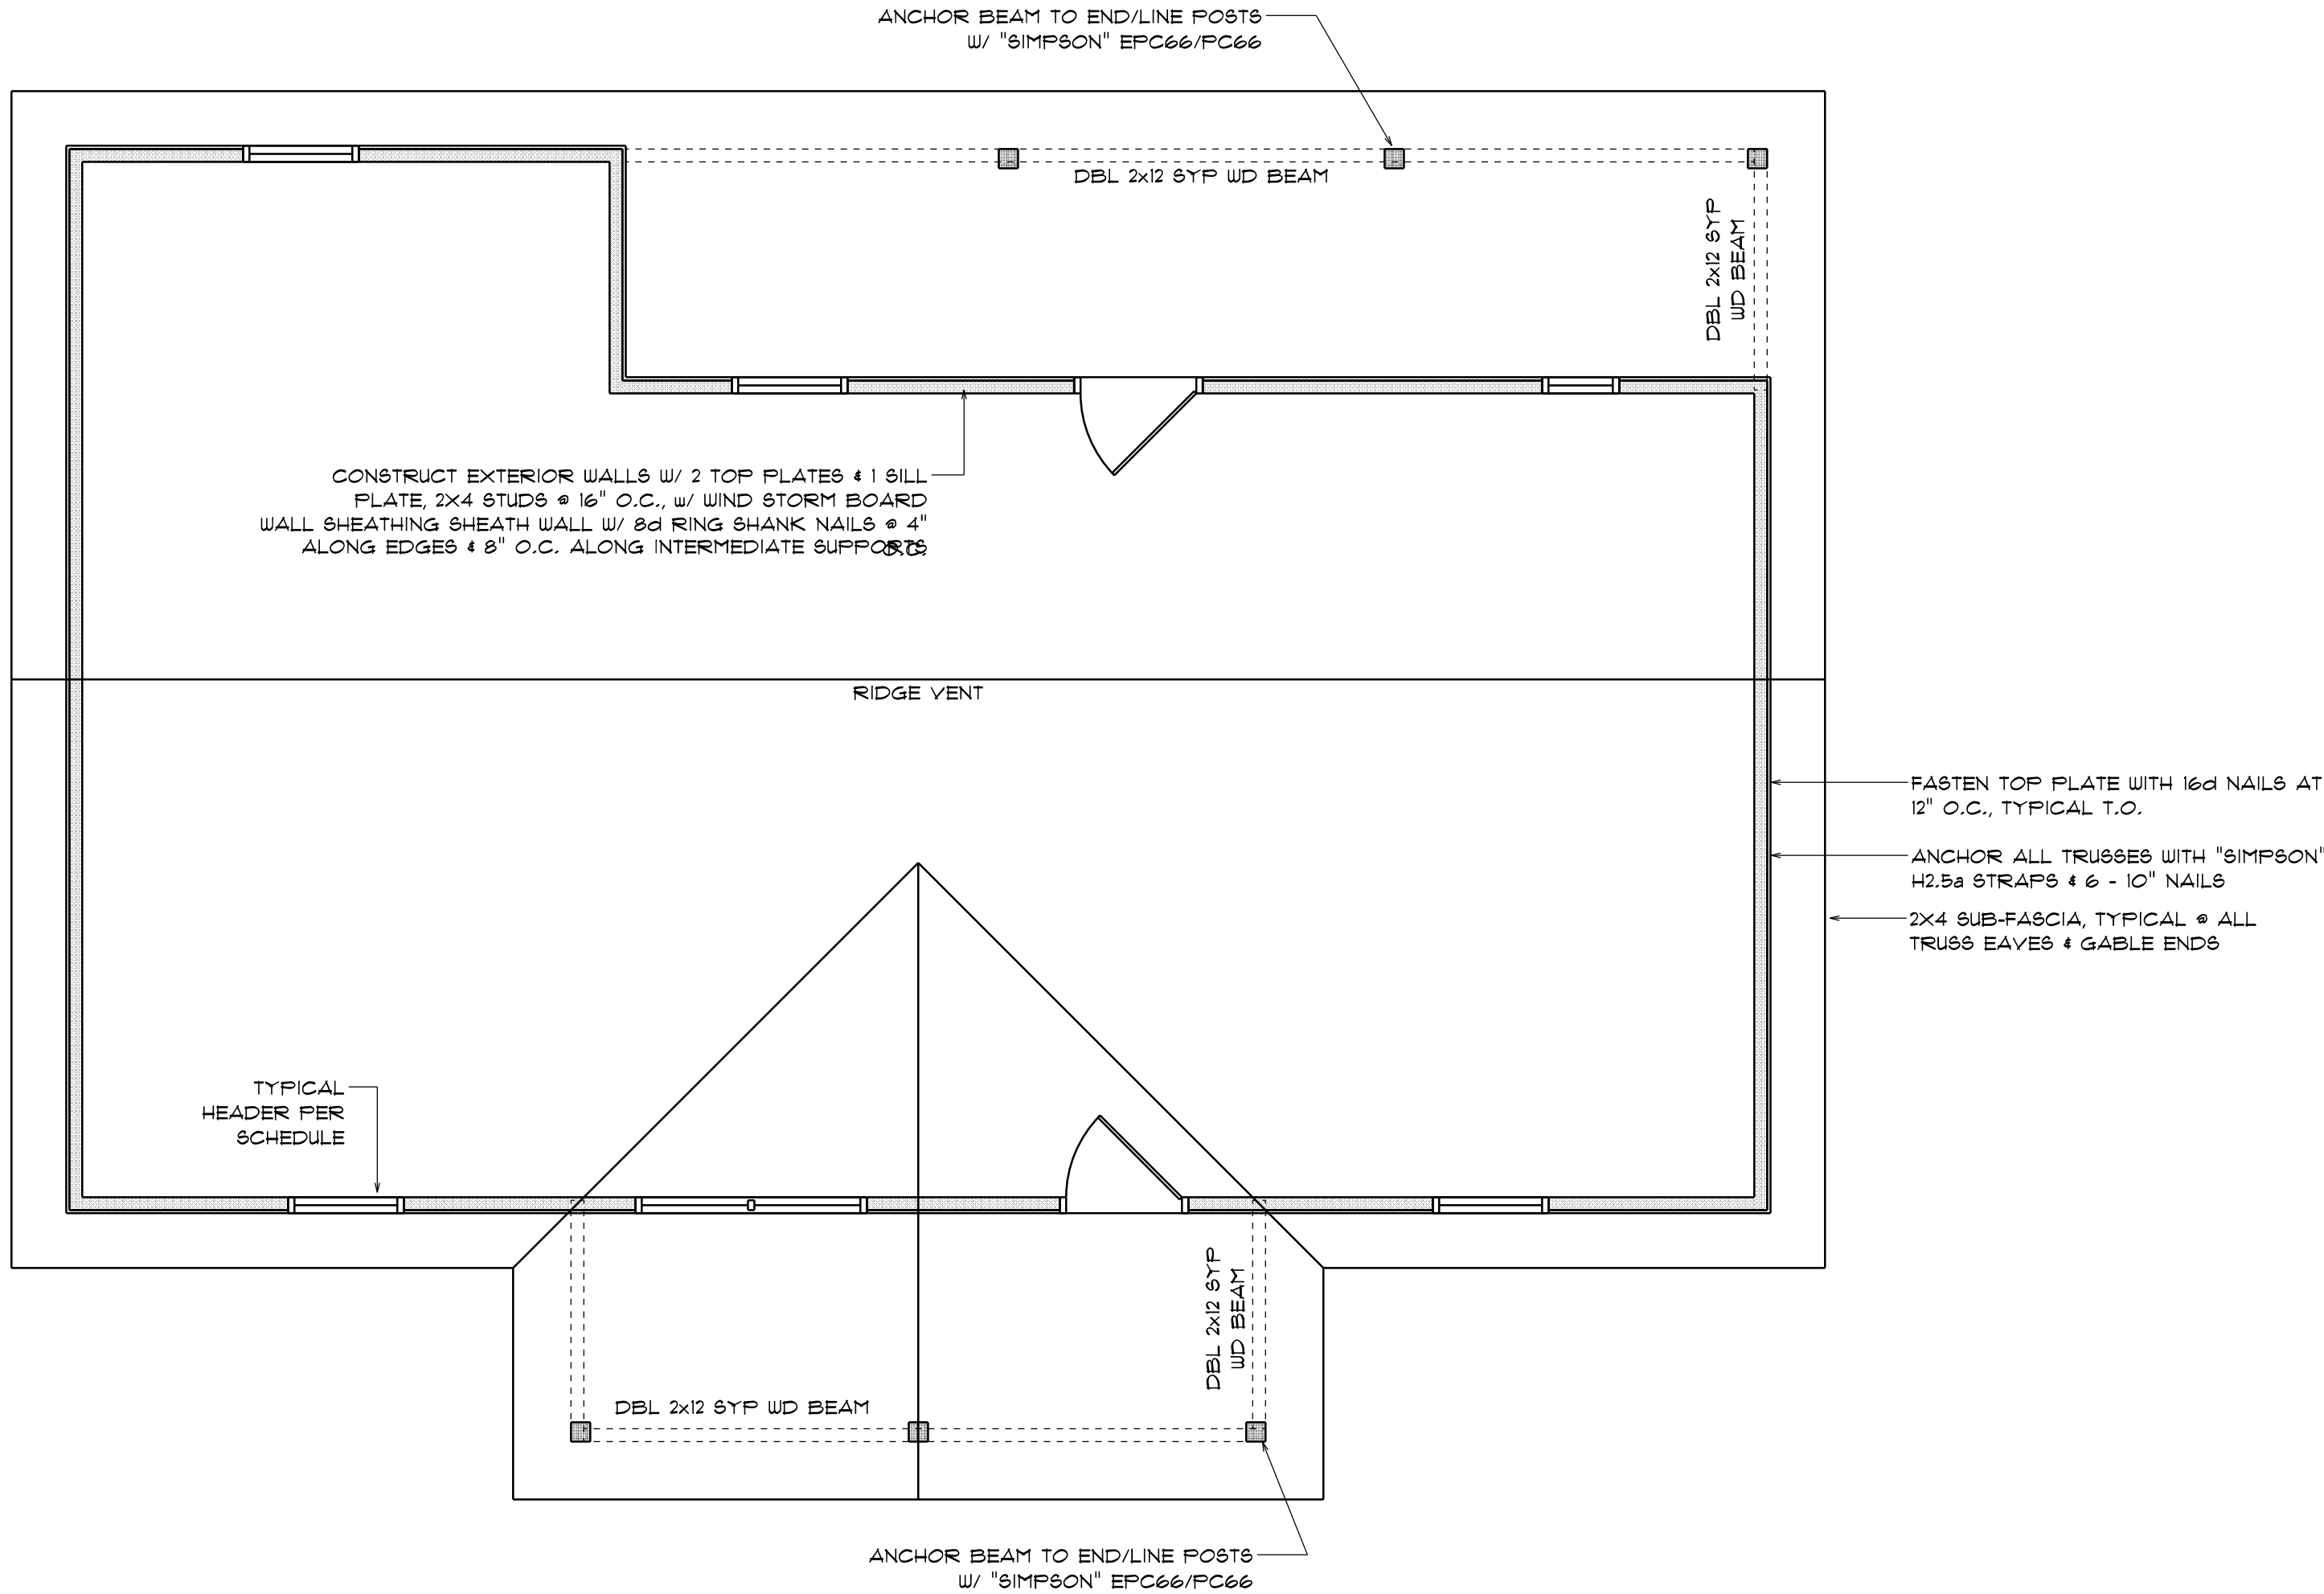 ANCHOR BEAM TO END/LINE POSTS
W/ "SIMPSON" EPC66/PC66
DBL 2x12 SYP WD BEAM
DBL 2x12 SYP
WD BEAM
CONSTRUCT EXTERIOR WALLS W/ 2 TOP PLATES & 1 SILL
PLATE, 2X4 STUDS @ 16" O.C., w/ WIND STORM BOARD
WALL SHEATHING SHEATH WALL W/ 8d RING SHANK NAILS @ 4"
O.C.
ALONG EDGES & 8" O.C. ALONG INTERMEDIATE SUPPORTS
RIDGE VENT
FASTEN TOP PLATE WITH 16d NAILS AT
12" O.C., TYPICAL T.O.
ANCHOR ALL TRUSSES WITH "SIMPSON"
H2.5a STRAPS & 6 - 10" NAILS
2X4 SUB-FASCIA, TYPICAL @ ALL
TRUSS EAVES & GABLE ENDS
TYPICAL
HEADER PER
SCHEDULE
DBL 2x12 SYP
WD BEAM
DBL 2x12 SYP WD BEAM
ANCHOR BEAM TO END/LINE POSTS
W/ "SIMPSON" EPC66/PC66